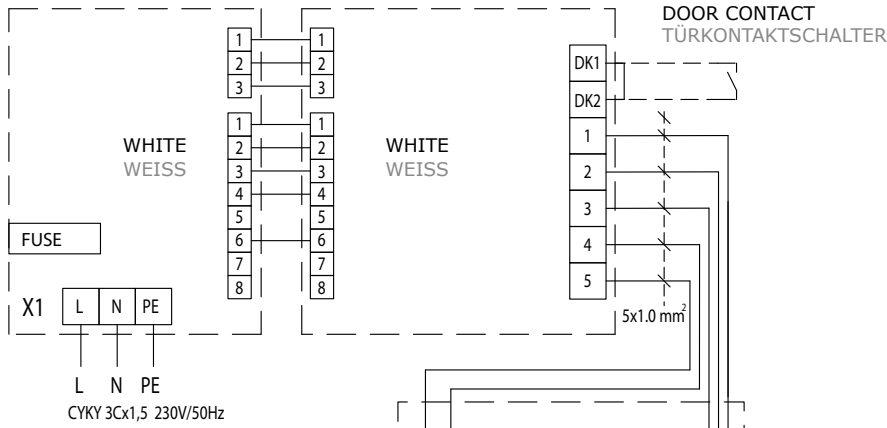 DOOR CONTACT
TÜRKONTAKTSCHALTER
1
2
3
1
2
3
4
5
6
7
8
WHITE
WEISS
FUSE
X1 L N PE
L N PE
CYKY 3Cx1,5 230V/50Hz
1
2
3
1
2
3
4
5
6
7
8
WHITE
WEISS
DK1
DK2
1
2
3
4
5
5x1.0 mm²